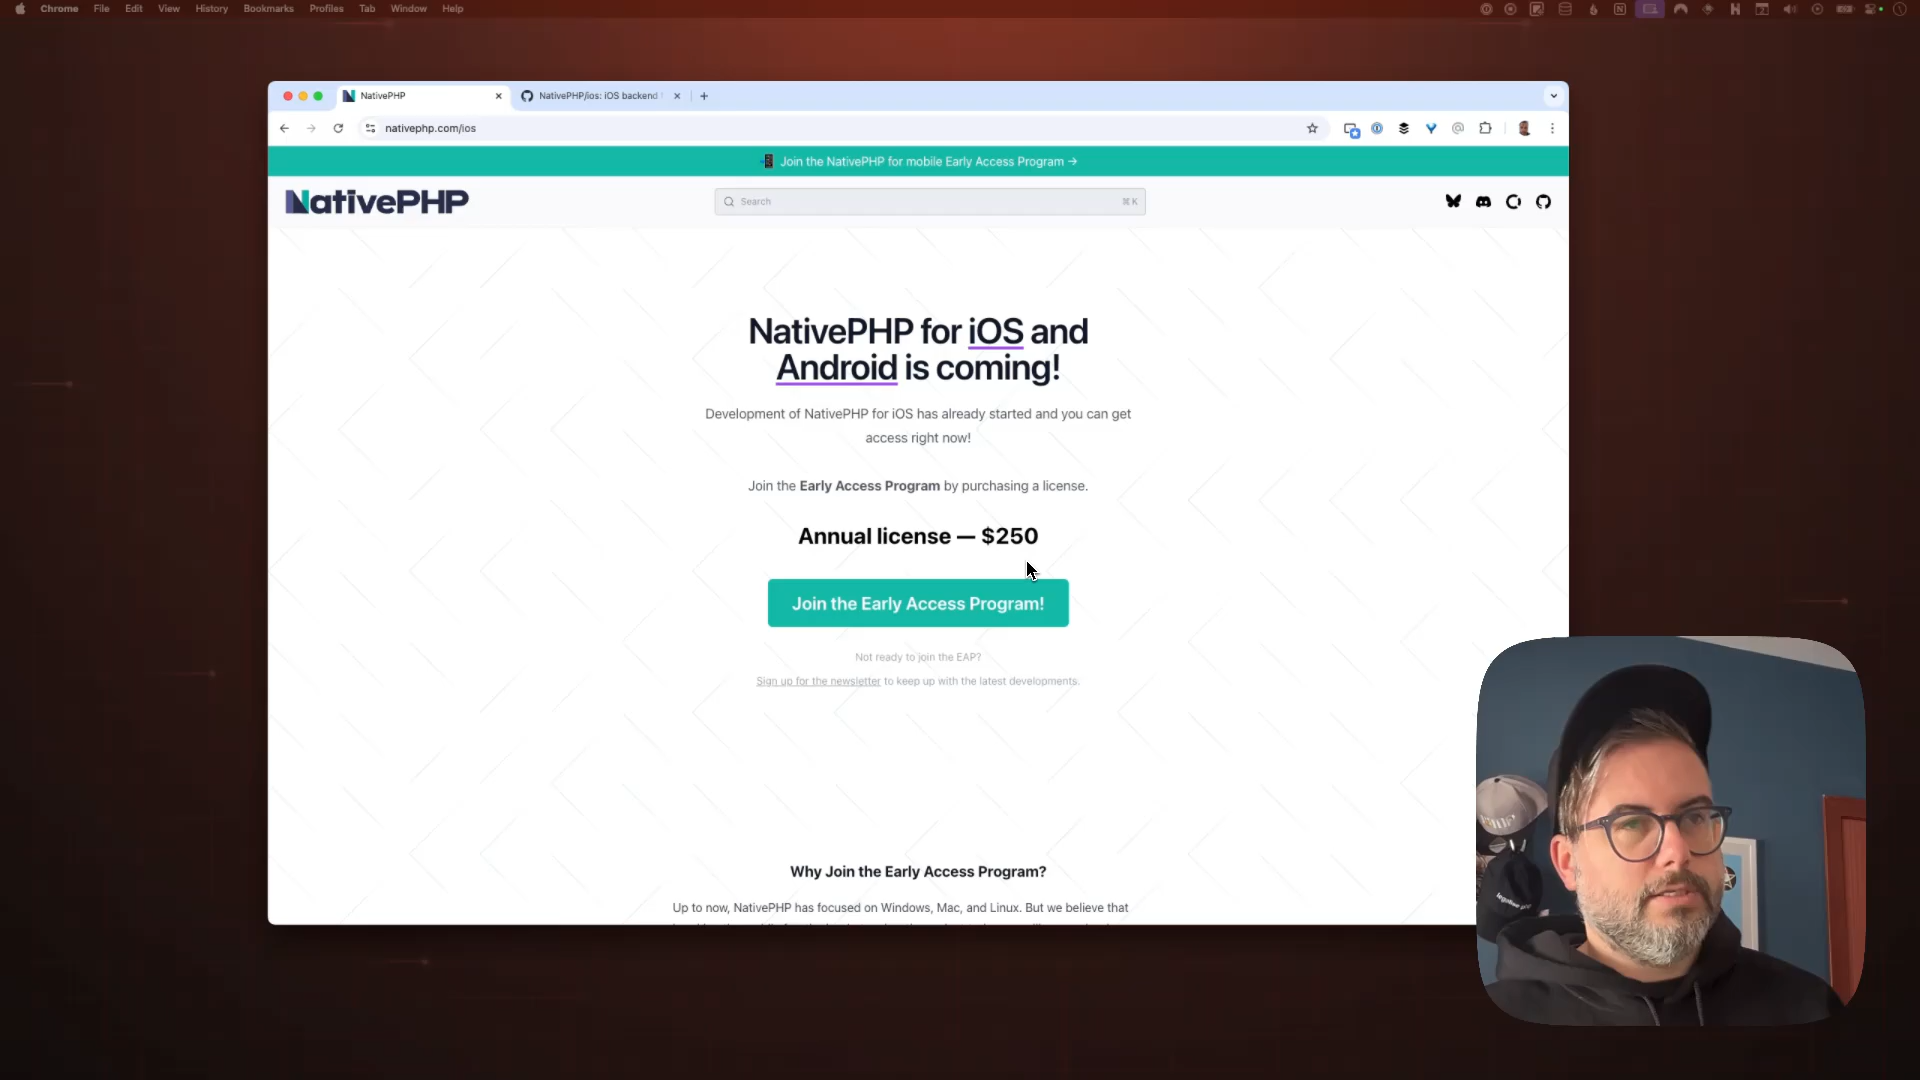 Chrome File Edit View History Bookmarks Profiles Tab Window Help
NativePHP
NativePHP/ios: iOS backend
nativephp.com/ios
Join the NativePHP for mobile Early Access Program →
NativePHP
Search
⌘ K
NativePHP for iOS and
Android is coming!
Development of NativePHP for iOS has already started and you can get
access right now!
Join the Early Access Program by purchasing a license.
Annual license — $250
Join the Early Access Program!
Not ready to join the EAP?
Sign up for the newsletter to keep up with the latest developments.
Why Join the Early Access Program?
Up to now, NativePHP has focused on Windows, Mac, and Linux. But we believe that